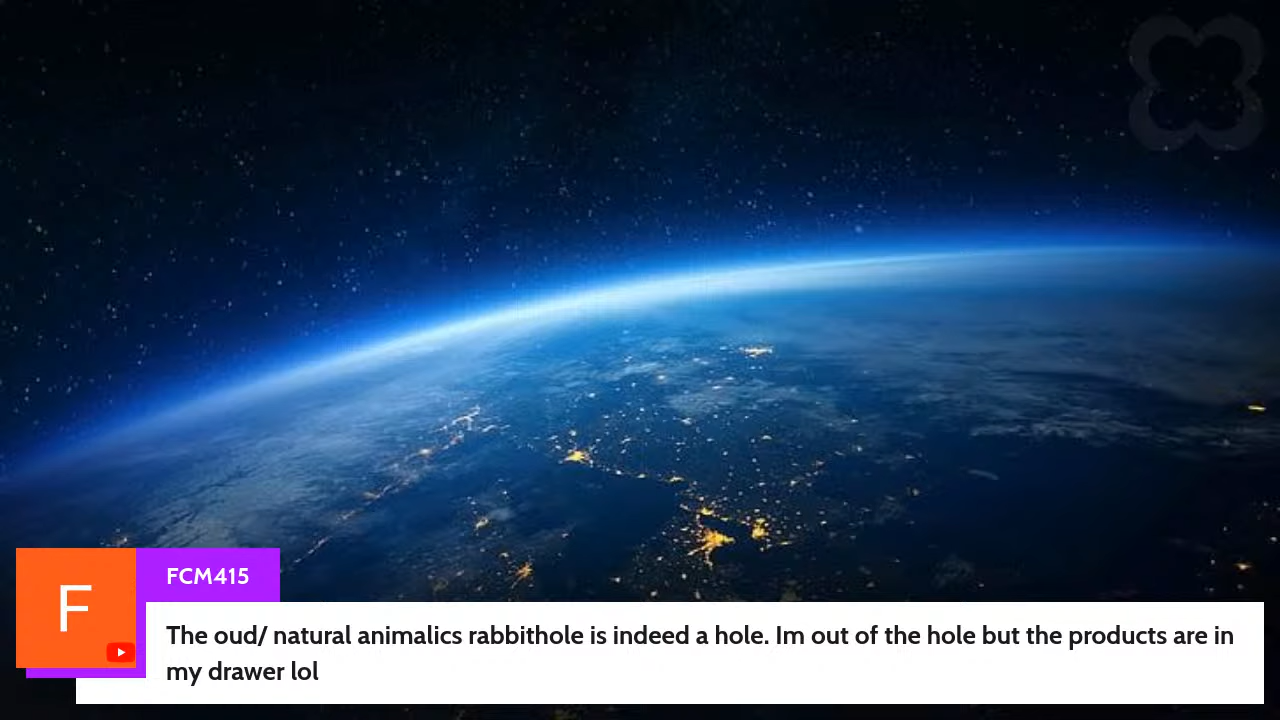 FCM415
F
The oud/ natural animalics rabbithole is indeed a hole. Im out of the hole but the products are in
my drawer lol